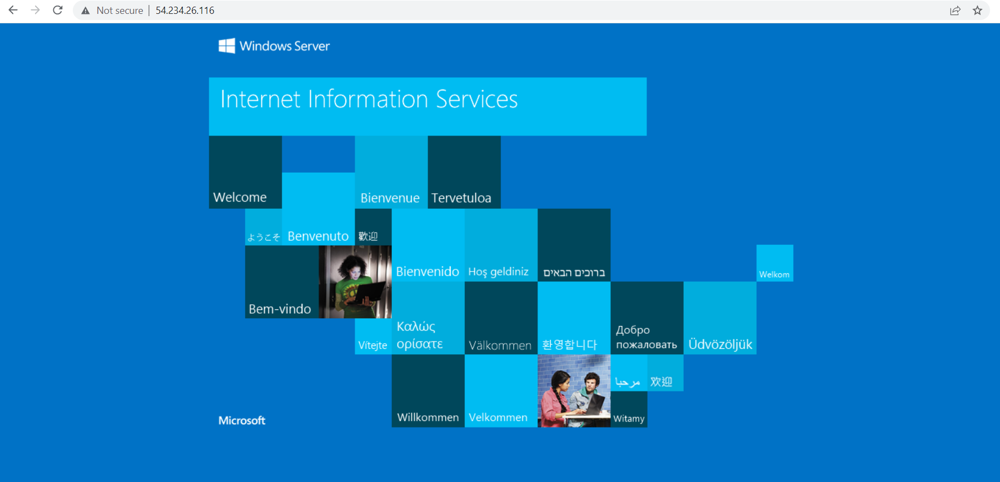 Not secure | 54.234.26.116
Windows Server
Internet Information Services
Welcome
Bienvenue
Tervetuloa
ようこそ
Benvenuto
歡迎
Bienvenido
Hoş geldiniz
ברוכים הבאים
Welkom
Bem-vindo
Vítejte
Καλώς
ορίσατε
Välkommen
환영합니다
Добро
пожаловать
Üdvözöljük
مرحبا
欢迎
Willkommen
Velkommen
Witamy
Microsoft